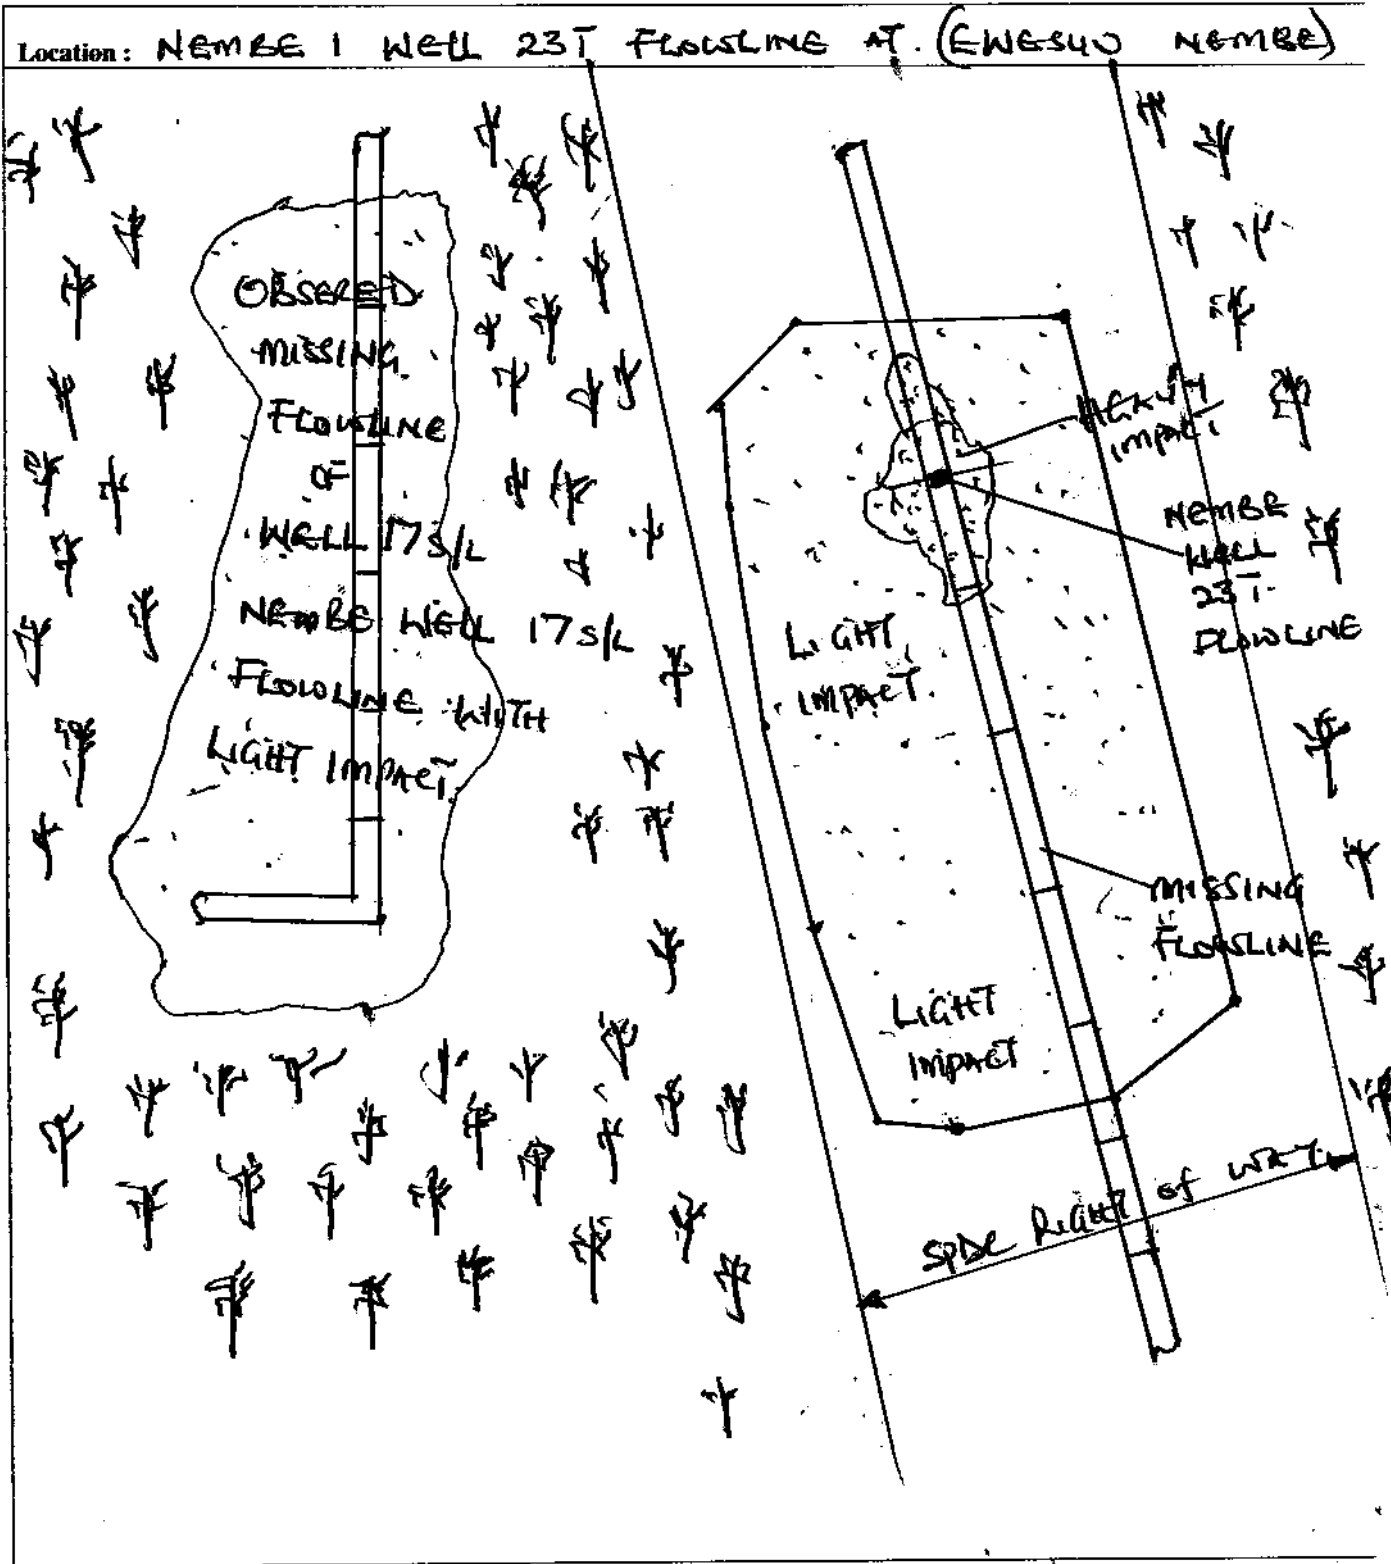 Location : NEMBE 1 WELL 23T FLOWLINE AT (EWESUO NEMBE)
OBSERED
MISSING
FLOWLINE
OF
WELL 17S/L
NEMBE WELL 17S/L
FLOWLINE WITH
LIGHT IMPACT
HEAVY
IMPACT
NEMBE
WELL
23T
FLOWLINE
LIGHT
IMPACT
MISSING
FLOWLINE
LIGHT
IMPACT
SPDC RIGHT of WAY